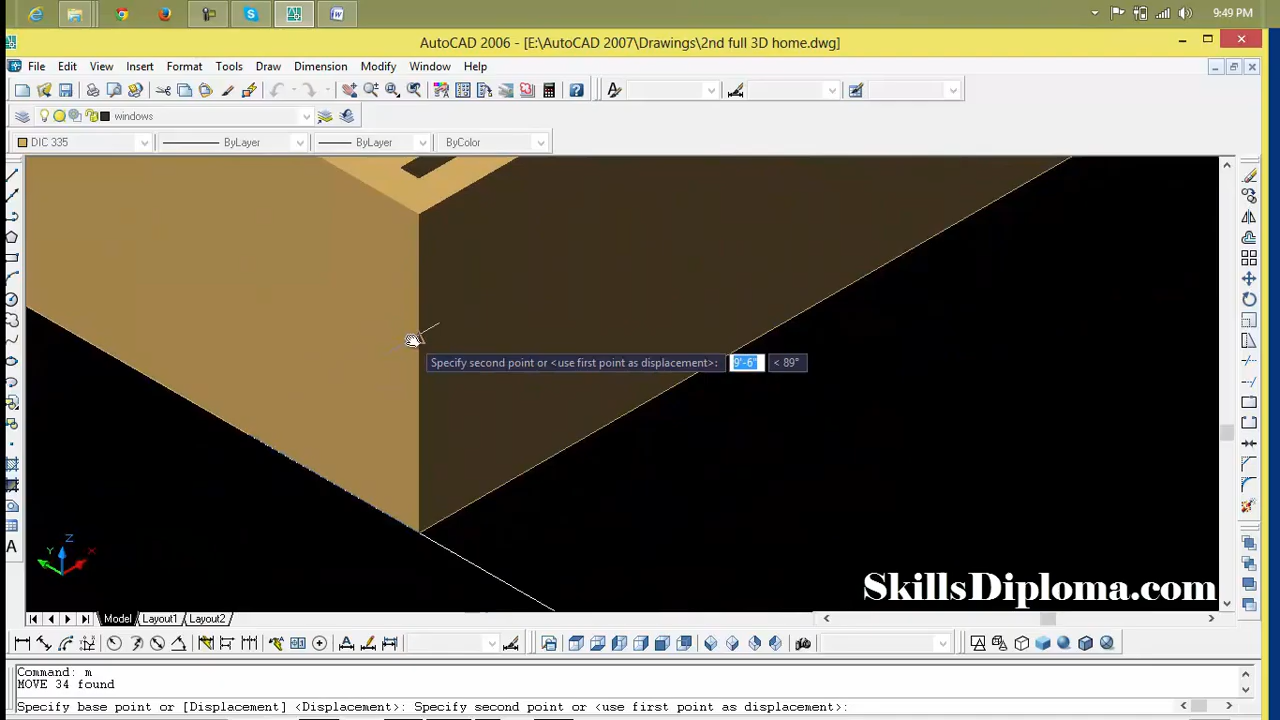 9:49 PM
AutoCAD 2006 - [E:\AutoCAD 2007\Drawings\2nd full 3D home.dwg]
File Edit View Insert Format Tools Draw Dimension Modify Window Help
windows
DIC 335 ByLayer ByLayer ByColor
Specify second point or <use first point as displacement>: 9'-6" < 89°
Z
Y X
SkillsDiploma.com
Model Layout1 Layout2
Command: m
MOVE 34 found
Specify base point or [Displacement] <Displacement>: Specify second point or <use first point as displacement>: